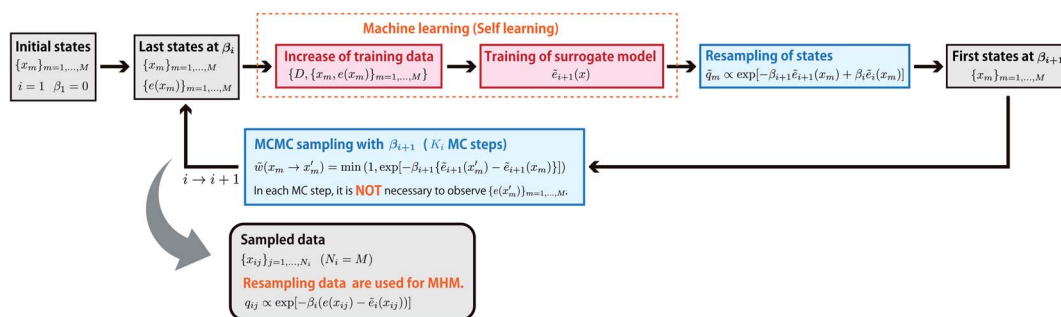 Machine learning (Self learning)
Initial states
{x_m}_{m=1,...,M}
i = 1   β_1 = 0
Last states at β_i
{x_m}_{m=1,...,M}
{e(x_m)}_{m=1,...,M}
Increase of training data
{D, {x_m, e(x_m)}_{m=1,...,M}}
Training of surrogate model
ẽ_{i+1}(x)
Resampling of states
q̃_m ∝ exp[−β_{i+1}ẽ_{i+1}(x_m) + β_iẽ_i(x_m)]
First states at β_{i+1}
{x_m}_{m=1,...,M}
MCMC sampling with β_{i+1} ( K_i MC steps)
w̃(x_m → x'_m) = min (1, exp[−β_{i+1}{ẽ_{i+1}(x'_m) − ẽ_{i+1}(x_m)}])
In each MC step, it is NOT necessary to observe {e(x'_m)}_{m=1,...,M}.
i → i + 1
Sampled data
{x_{ij}}_{j=1,...,N_i} (N_i = M)
Resampling data are used for MHM.
q_{ij} ∝ exp[−β_i(e(x_{ij}) − ẽ_i(x_{ij}))]